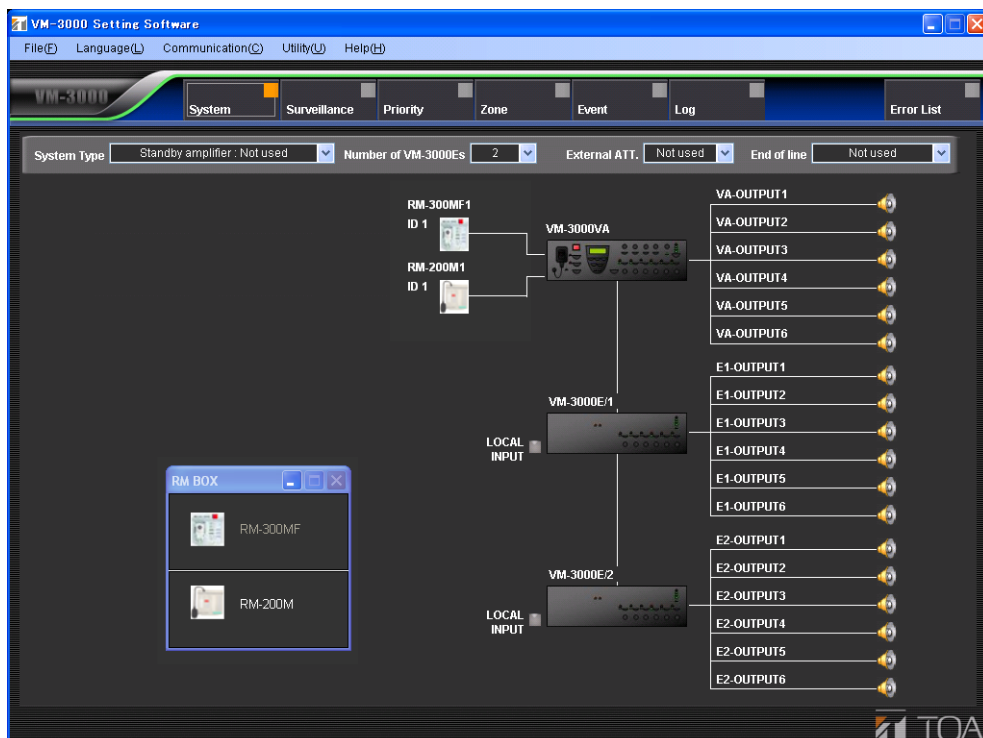 VM-3000 Setting Software
File(F) Language(L) Communication(C) Utility(U) Help(H)
VM-3000
System Surveillance Priority Zone Event Log Error List
System Type Standby amplifier : Not used Number of VM-3000Es 2 External ATT. Not used End of line Not used
RM-300MF1
ID 1
RM-200M1
ID 1
VM-3000VA
VA-OUTPUT1
VA-OUTPUT2
VA-OUTPUT3
VA-OUTPUT4
VA-OUTPUT5
VA-OUTPUT6
VM-3000E/1
LOCAL
INPUT
E1-OUTPUT1
E1-OUTPUT2
E1-OUTPUT3
E1-OUTPUT4
E1-OUTPUT5
E1-OUTPUT6
RM BOX
RM-300MF
RM-200M
VM-3000E/2
LOCAL
INPUT
E2-OUTPUT1
E2-OUTPUT2
E2-OUTPUT3
E2-OUTPUT4
E2-OUTPUT5
E2-OUTPUT6
TOA